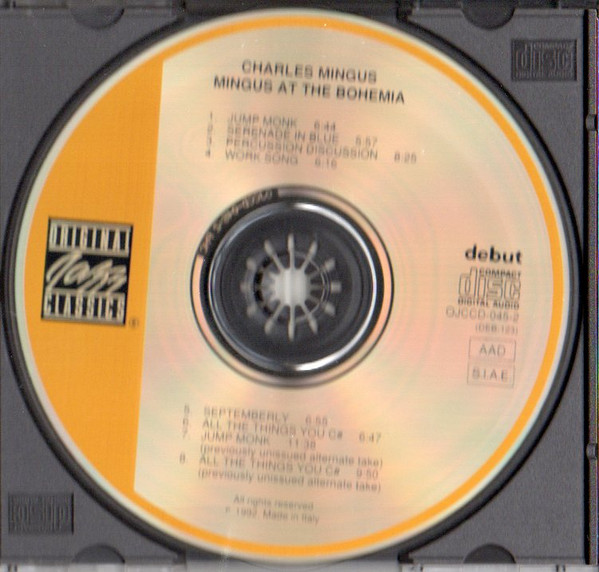 CHARLES MINGUS
MINGUS AT THE BOHEMIA
1 JUMP MONK 6:44
2 SERENADE IN BLUE 5:57
3 PERCUSSION DISCUSSION 8:25
4 WORK SONG 6:16
ORIGINAL
Jazz
CLASSICS
®
debut
COMPACT
disc
DIGITAL AUDIO
OJCCD-045-2
(DEB-123)
AAD
S.I.A.E.
5 SEPTEMBERLY 6:55
6 ALL THE THINGS YOU C# 6:47
7 JUMP MONK 11:38
(previously unissued alternate take)
8 ALL THE THINGS YOU C# 9:50
(previously unissued alternate take)
All rights reserved
© 1992, Made in Italy
disc